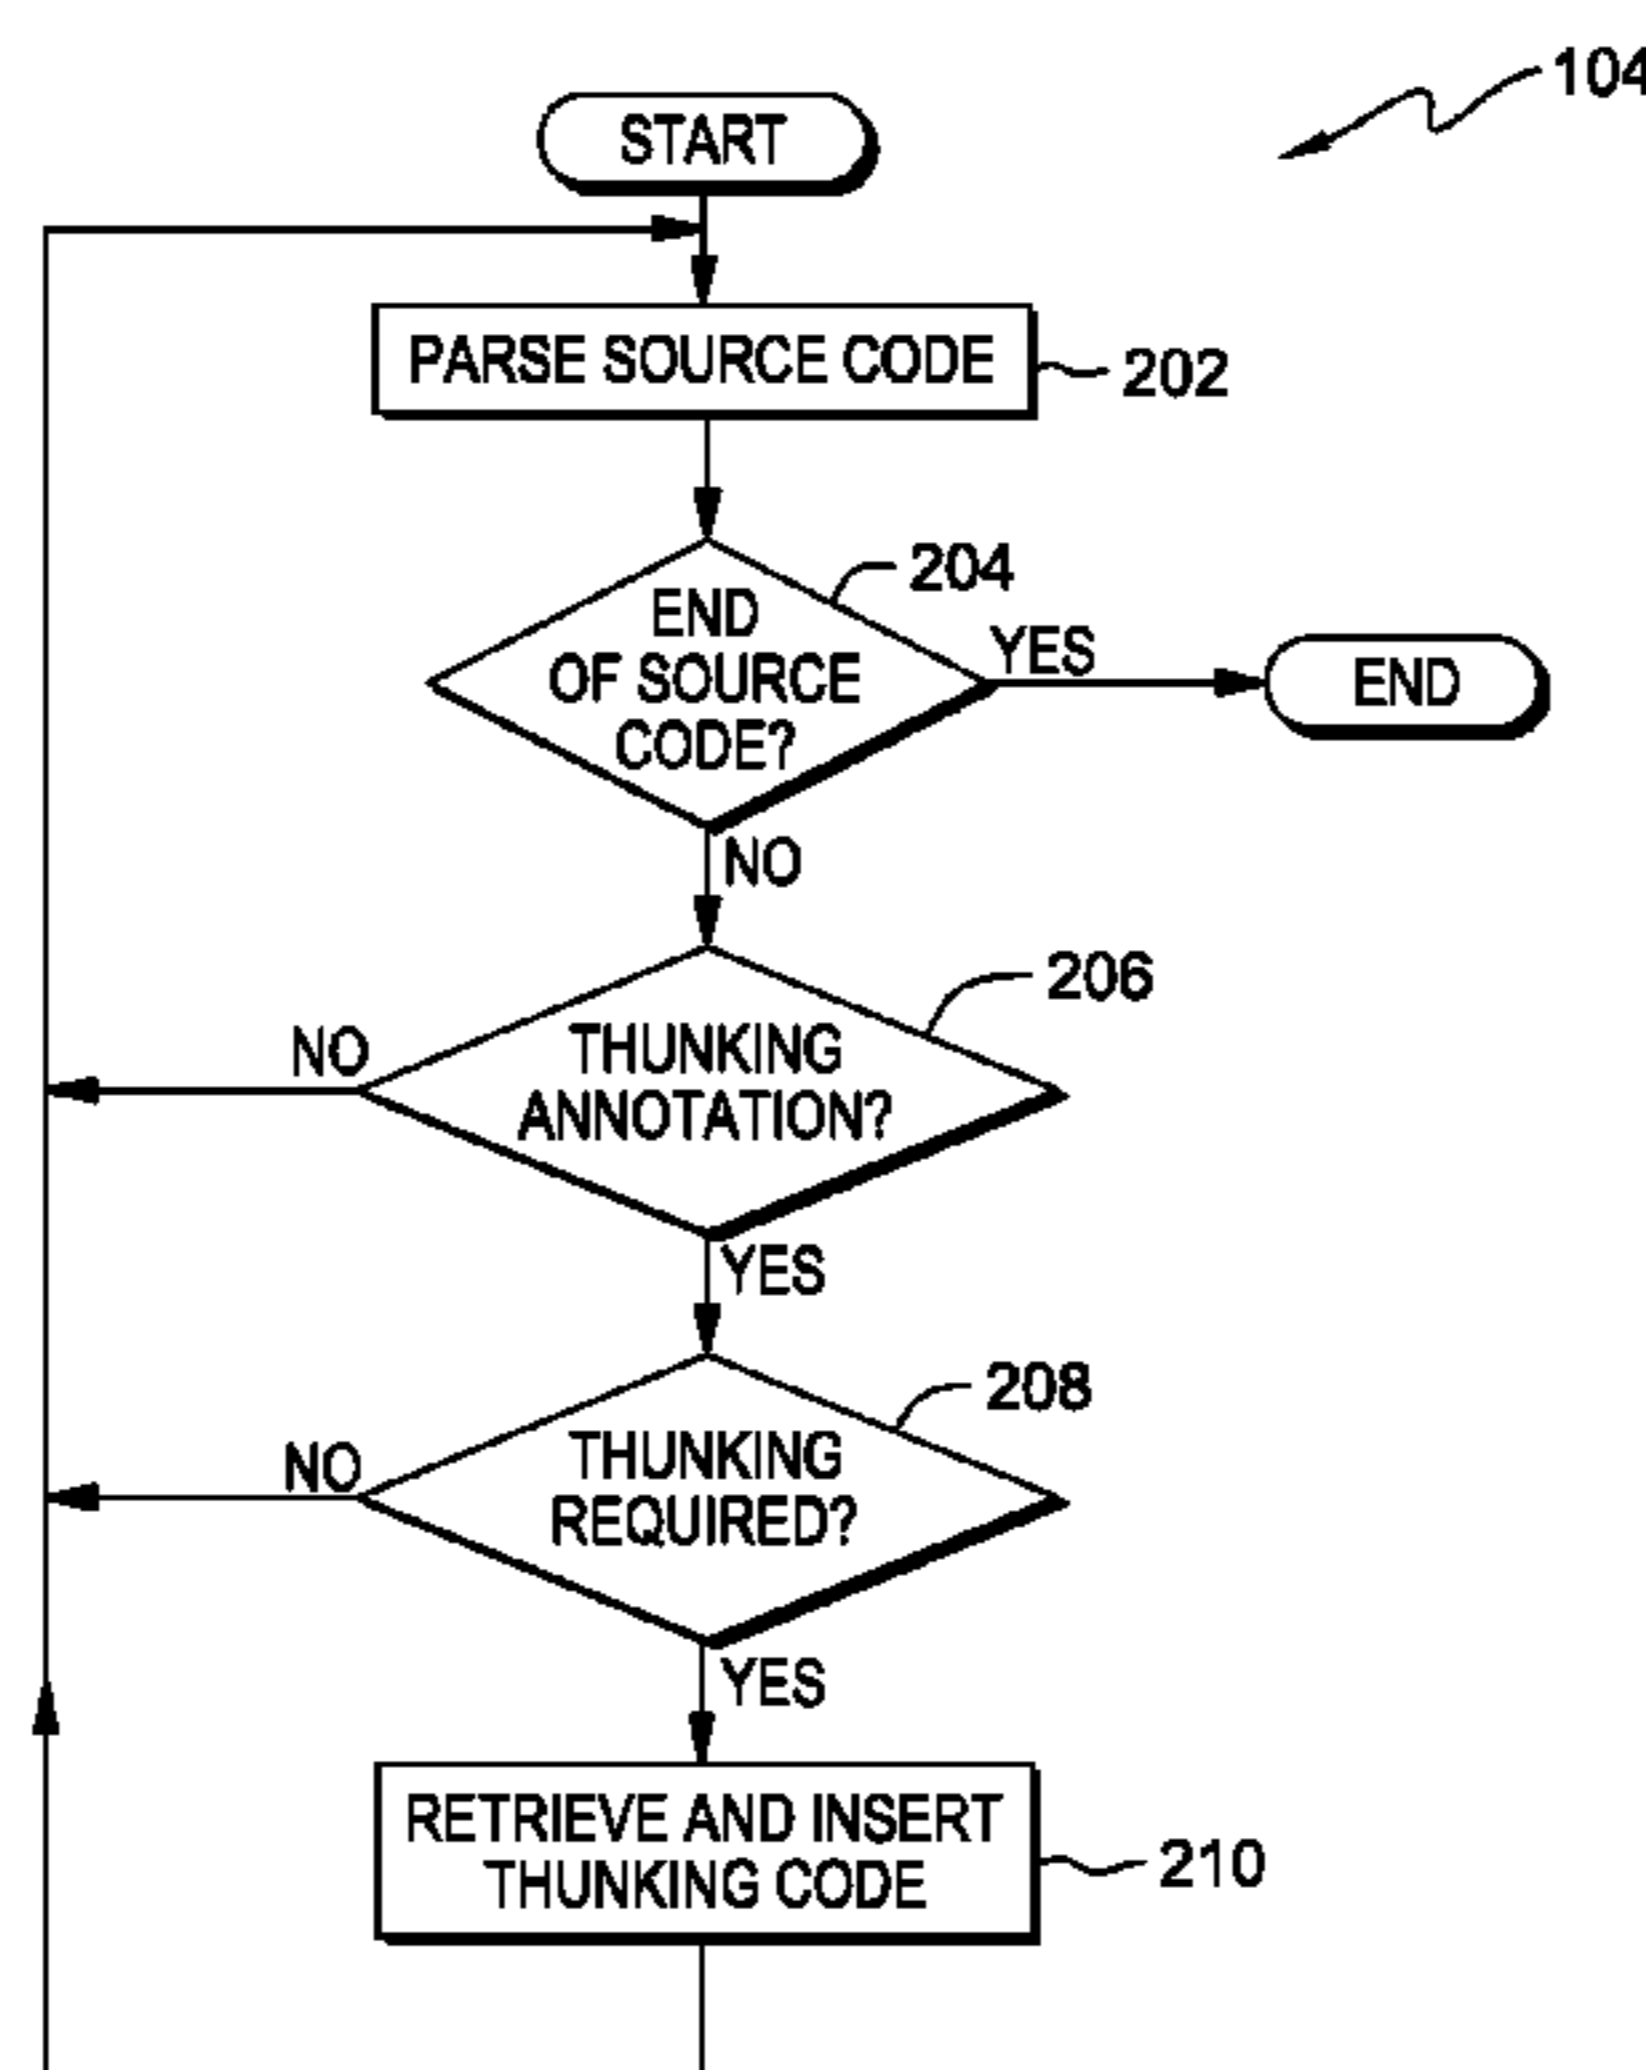 104
START
PARSE SOURCE CODE
202
204
END
OF SOURCE
CODE?
YES
END
NO
206
THUNKING
ANNOTATION?
NO
YES
208
THUNKING
REQUIRED?
NO
YES
RETRIEVE AND INSERT
THUNKING CODE
210